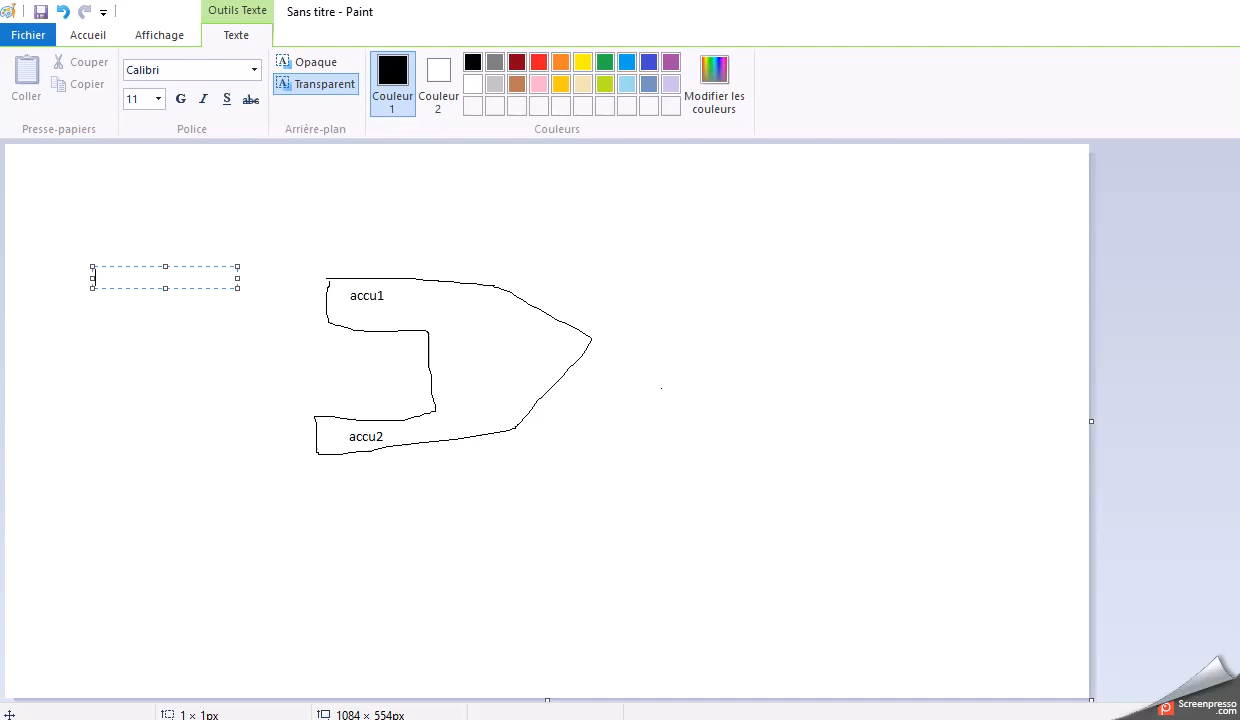 Outils Texte
Sans titre - Paint
Fichier Accueil Affichage Texte
Coller
Couper
Copier
Presse-papiers
Calibri
11
G I S abc
Police
Opaque
Transparent
Arrière-plan
Couleur 1
Couleur 2
Modifier les couleurs
Couleurs
accu1
accu2
1 × 1px
1084 × 554px
Screenpresso
.com